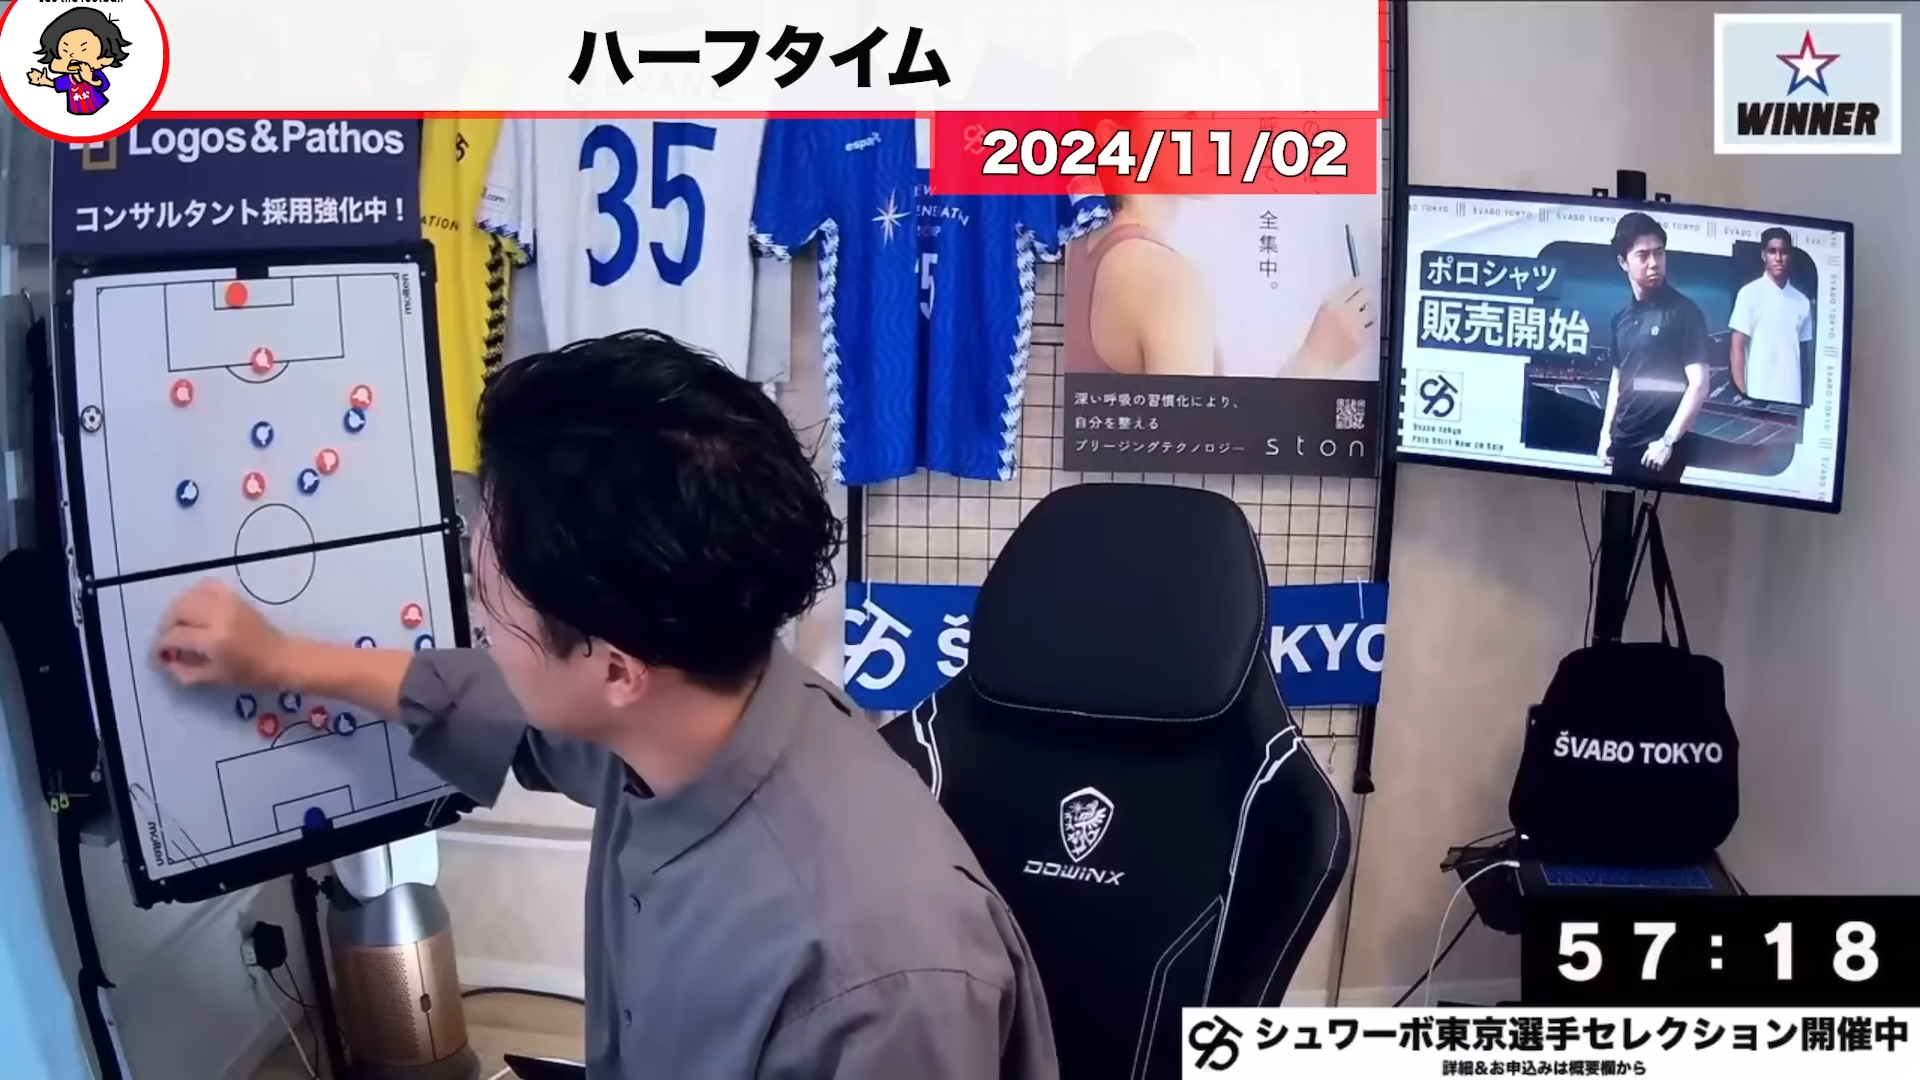 ハーフタイム
2024/11/02
WINNER
Logos&Pathos
コンサルタント採用強化中！
35
全集中。
深い呼吸の習慣化により、
自分を整える
ブリージングテクノロジー
ston
ŠVABO TOKYO
ポロシャツ
販売開始
molten
molten
KYO
DOWINX
ŠVABO TOKYO
57:18
シュワーボ東京選手セレクション開催中
詳細&お申込みは概要欄から